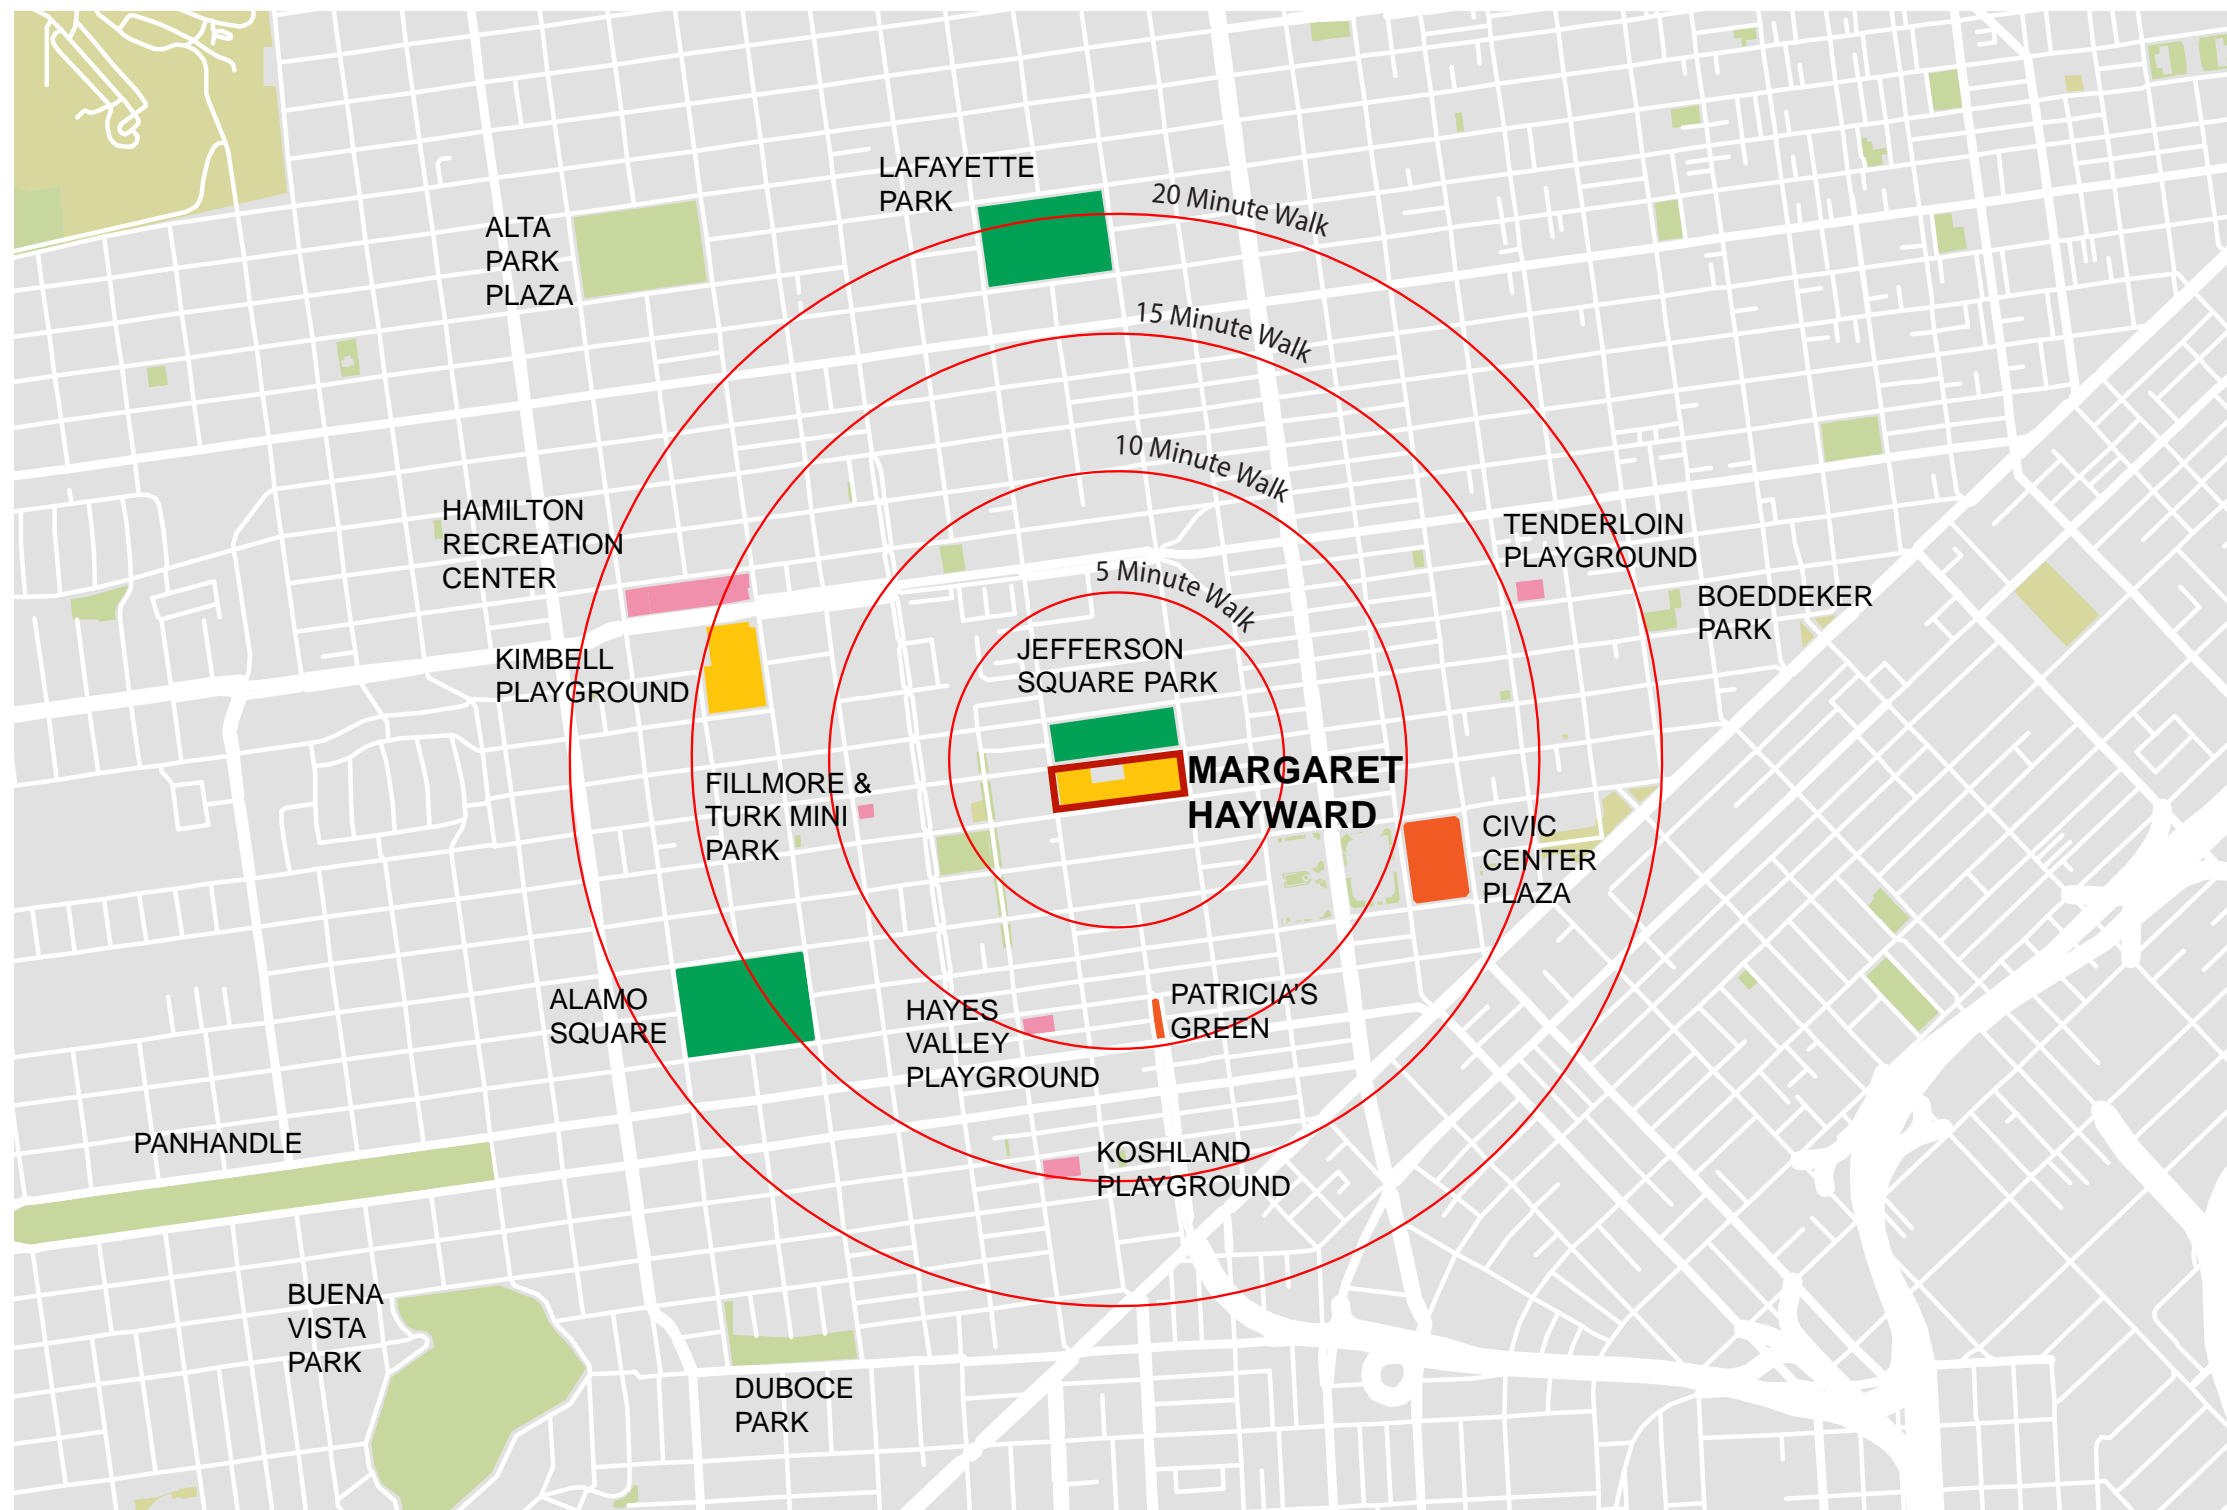 LAFAYETTE
PARK
20 Minute Walk
ALTA
PARK
PLAZA
15 Minute Walk
10 Minute Walk
HAMILTON
RECREATION
CENTER
TENDERLOIN
PLAYGROUND
5 Minute Walk
BOEDDEKER
PARK
JEFFERSON
SQUARE PARK
KIMBELL
PLAYGROUND
MARGARET
HAYWARD
FILLMORE &
TURK MINI
PARK
CIVIC
CENTER
PLAZA
ALAMO
SQUARE
HAYES
VALLEY
PLAYGROUND
PATRICIA'S
GREEN
PANHANDLE
KOSHLAND
PLAYGROUND
BUENA
VISTA
PARK
DUBOCE
PARK